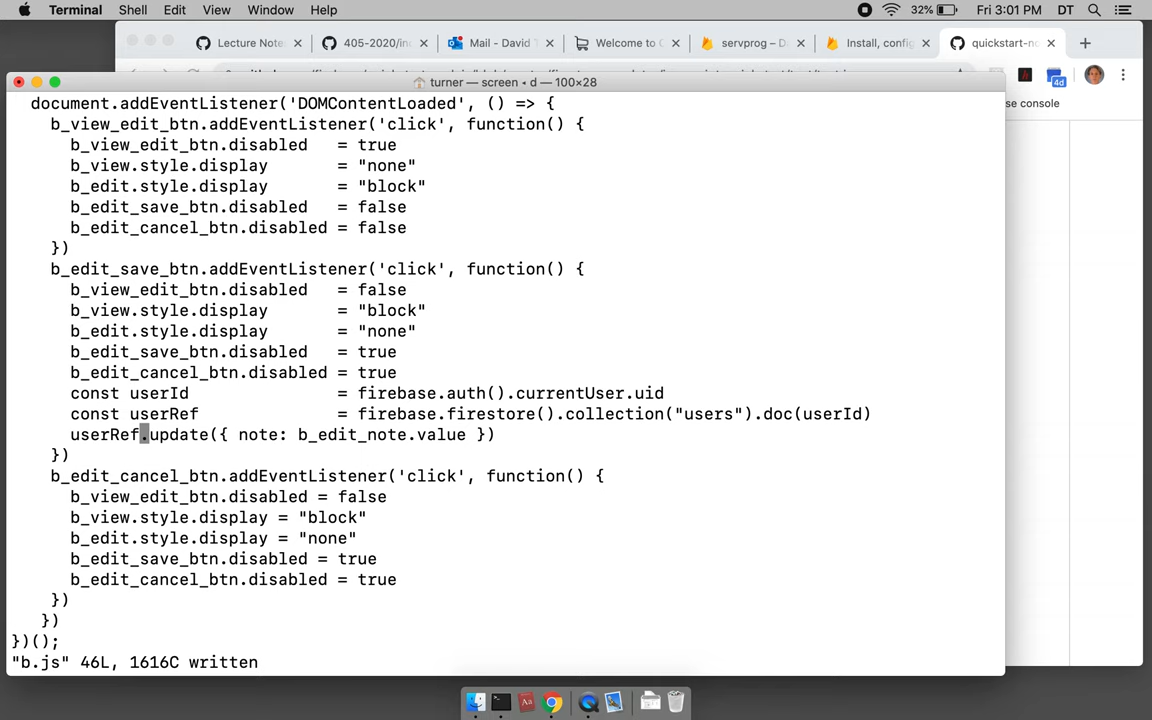 Terminal Shell Edit View Window Help 32% Fri 3:01 PM DT
Lecture Note 405-2020/in Mail - David T Welcome to C servprog – D Install, config quickstart-n
turner — screen ◂ d — 100×28
4d
se console
document.addEventListener('DOMContentLoaded', () => {
b_view_edit_btn.addEventListener('click', function() {
b_view_edit_btn.disabled = true
b_view.style.display = "none"
b_edit.style.display = "block"
b_edit_save_btn.disabled = false
b_edit_cancel_btn.disabled = false
})
b_edit_save_btn.addEventListener('click', function() {
b_view_edit_btn.disabled = false
b_view.style.display = "block"
b_edit.style.display = "none"
b_edit_save_btn.disabled = true
b_edit_cancel_btn.disabled = true
const userId = firebase.auth().currentUser.uid
const userRef = firebase.firestore().collection("users").doc(userId)
userRef.update({ note: b_edit_note.value })
})
b_edit_cancel_btn.addEventListener('click', function() {
b_view_edit_btn.disabled = false
b_view.style.display = "block"
b_edit.style.display = "none"
b_edit_save_btn.disabled = true
b_edit_cancel_btn.disabled = true
})
})
})();
"b.js" 46L, 1616C written